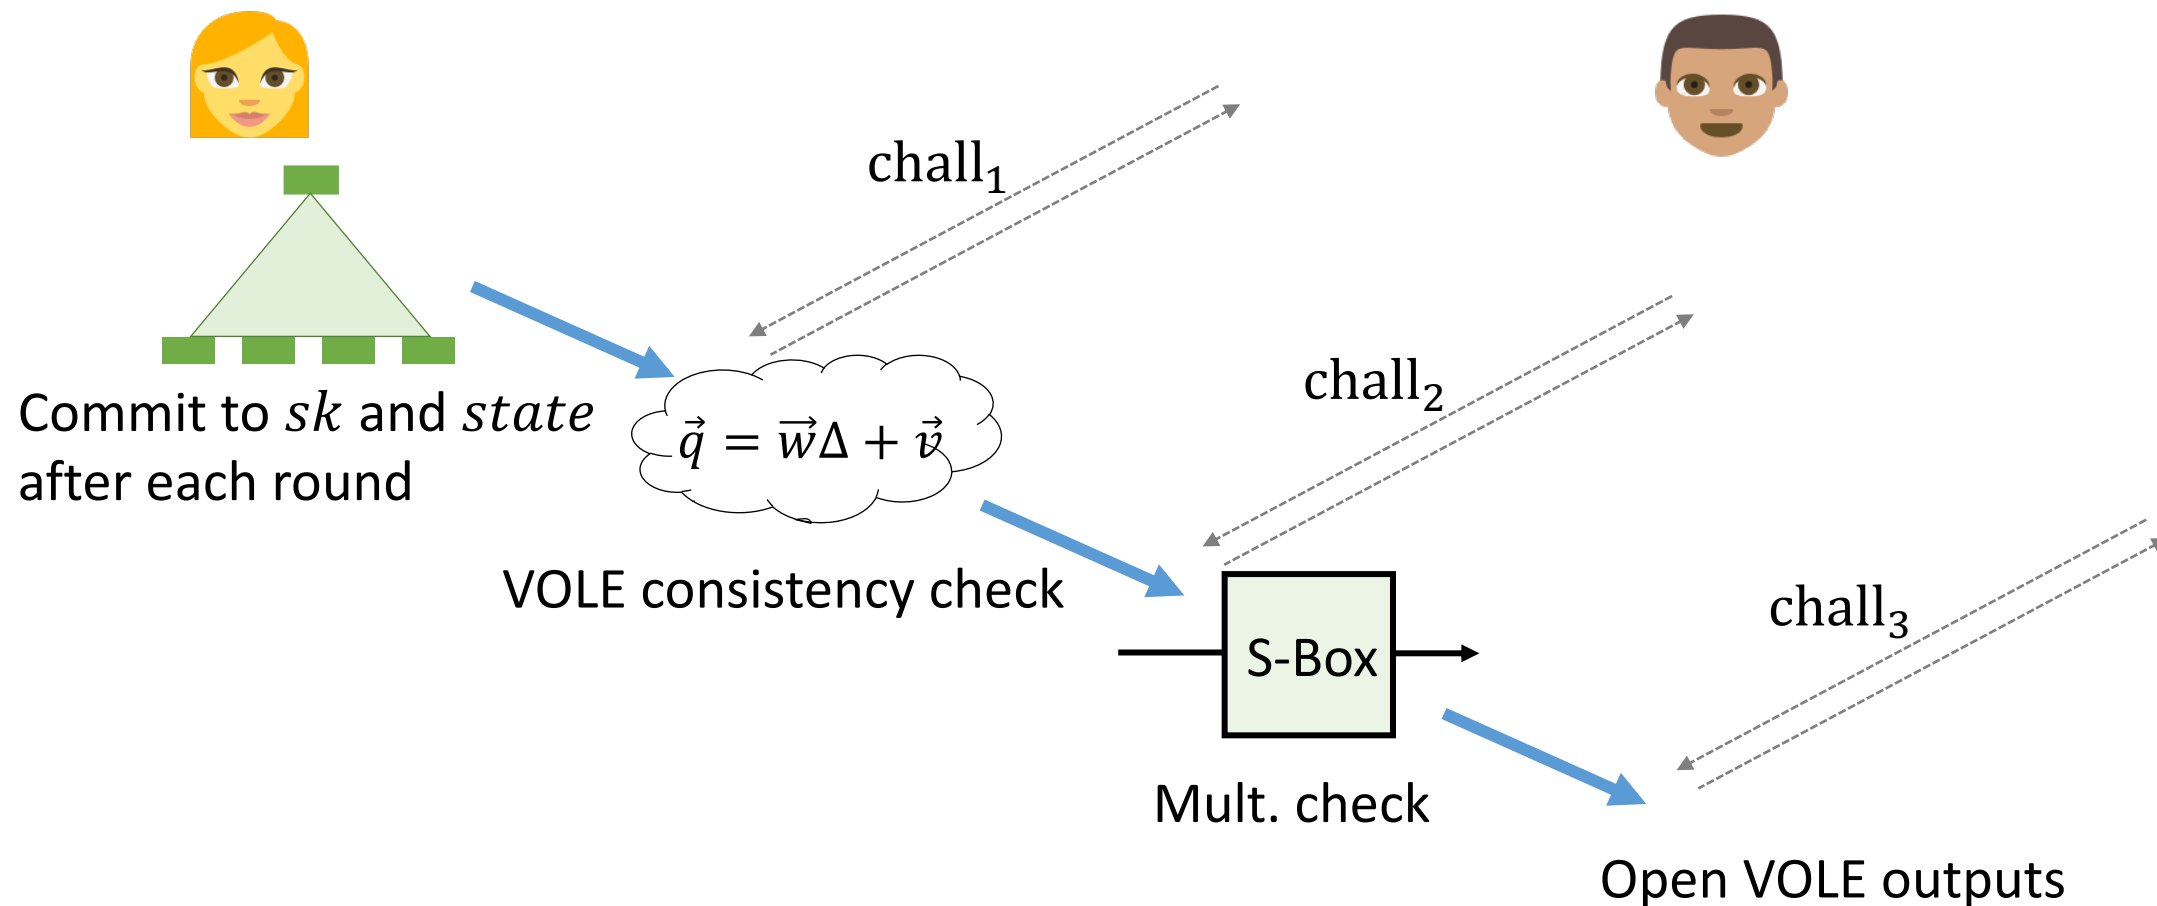 chall₁
Commit to 𝑠𝑘 and 𝑠𝑡𝑎𝑡𝑒
after each round
q⃗ = w⃗Δ + v⃗
VOLE consistency check
chall₂
S-Box
Mult. check
chall₃
Open VOLE outputs